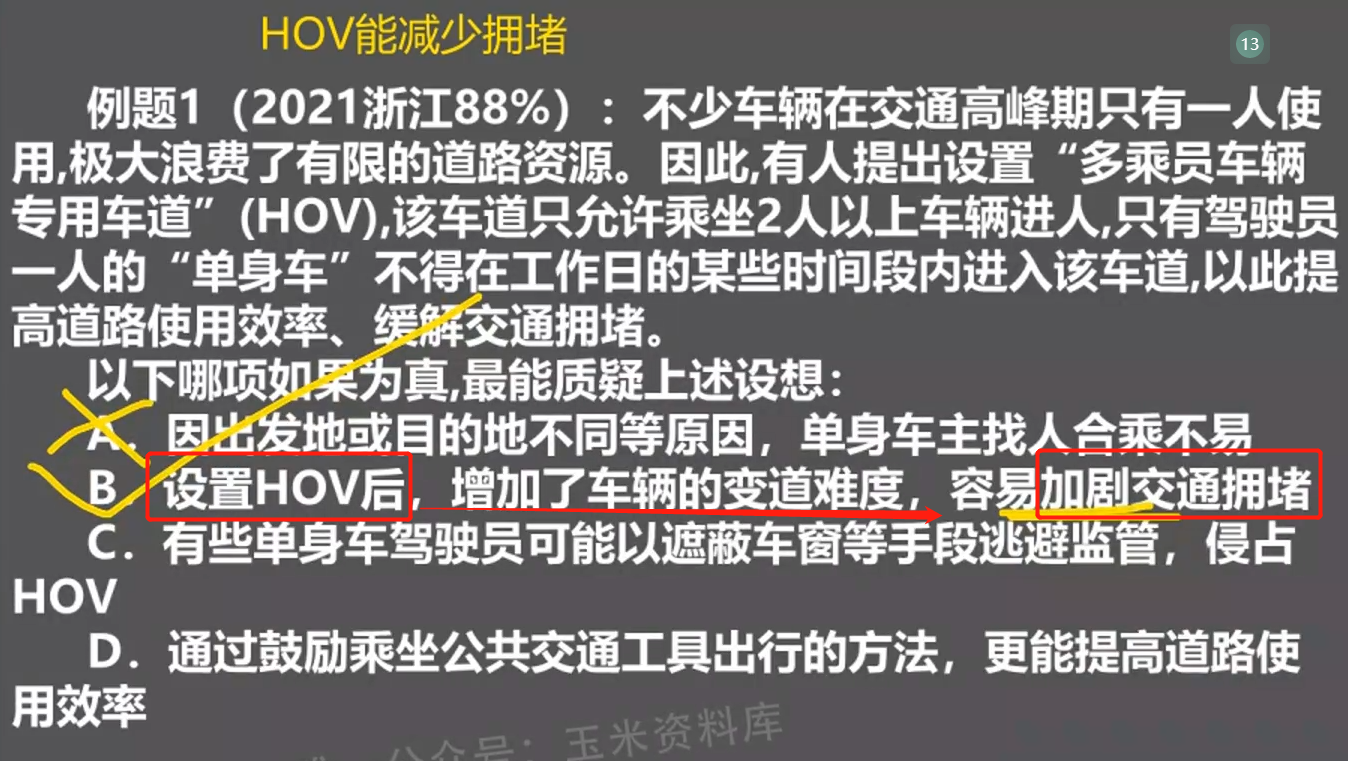 HOV能减少拥堵
13
例题1（2021浙江88%）：不少车辆在交通高峰期只有一人使
用,极大浪费了有限的道路资源。因此,有人提出设置“多乘员车辆
专用车道”(HOV),该车道只允许乘坐2人以上车辆进人,只有驾驶员
一人的“单身车”不得在工作日的某些时间段内进入该车道,以此提
高道路使用效率、缓解交通拥堵。
以下哪项如果为真,最能质疑上述设想：
A．因出发地或目的地不同等原因，单身车主找人合乘不易
B．设置HOV后，增加了车辆的变道难度，容易加剧交通拥堵
C．有些单身车驾驶员可能以遮蔽车窗等手段逃避监管，侵占
HOV
D．通过鼓励乘坐公共交通工具出行的方法，更能提高道路使
用效率
公众号：玉米资料库